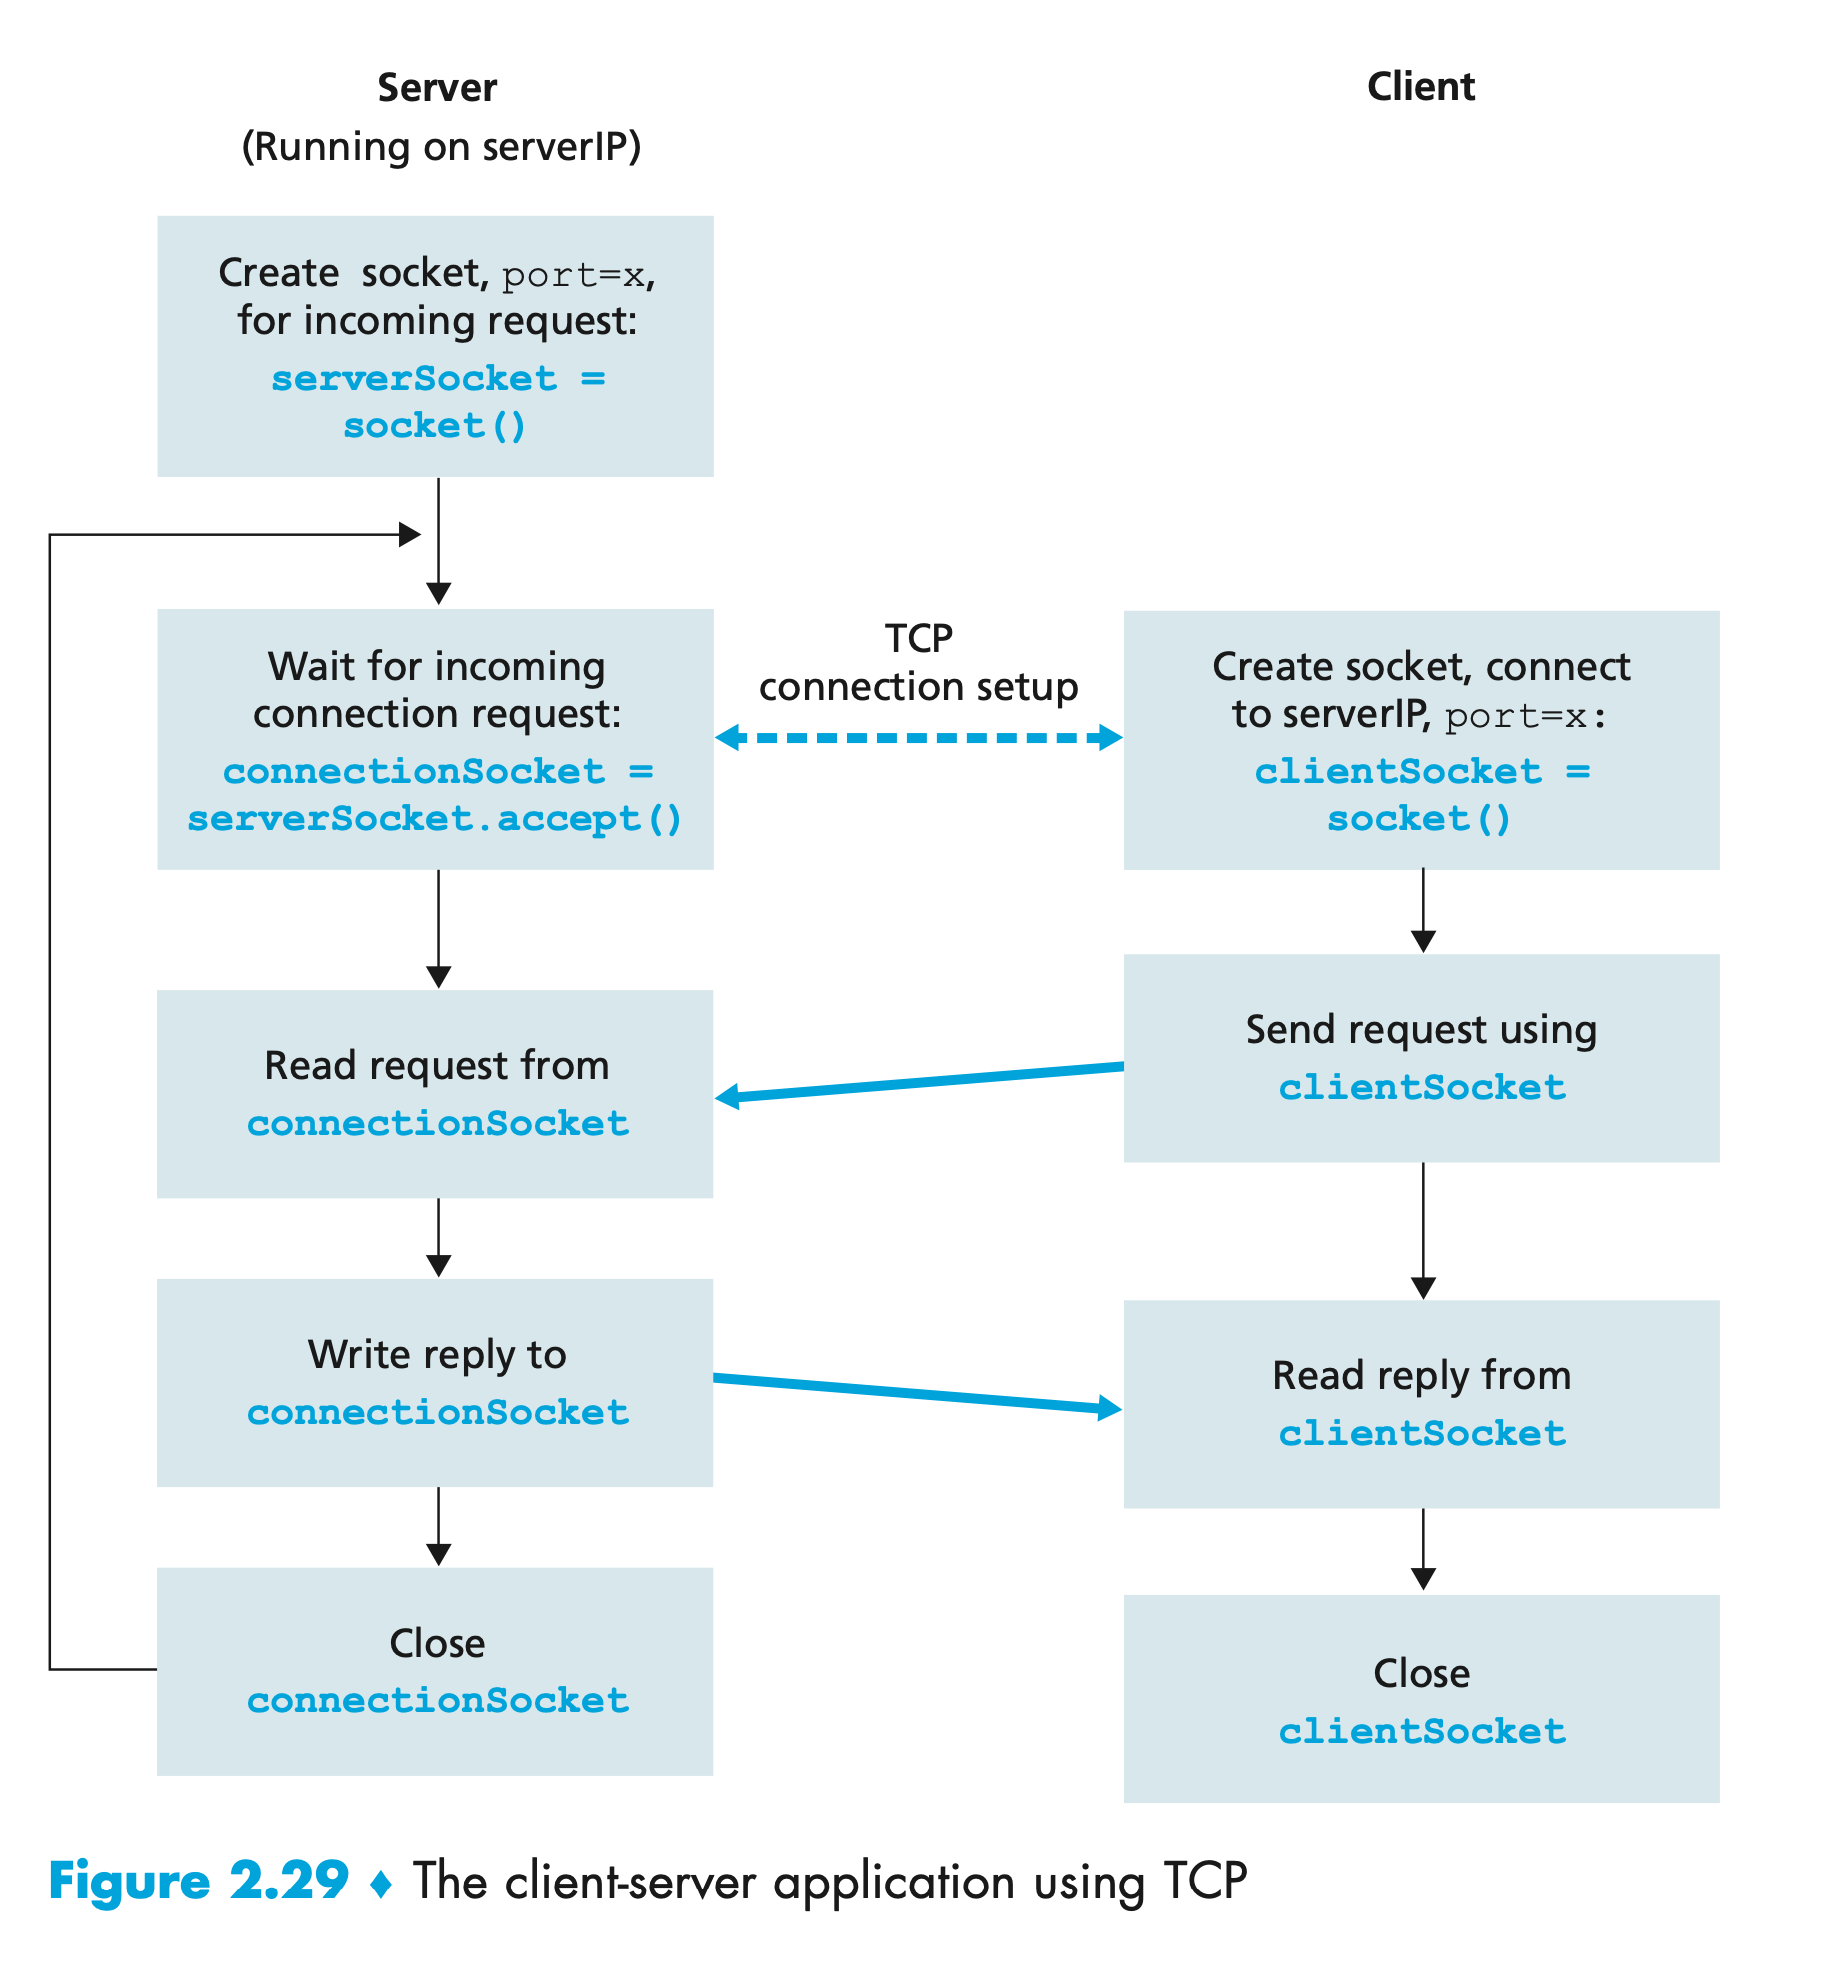 Server
(Running on serverIP)
Create socket, port=x,
for incoming request:
serverSocket =
socket()
Wait for incoming
connection request:
connectionSocket =
serverSocket.accept()
Read request from
connectionSocket
Write reply to
connectionSocket
Close
connectionSocket
TCP
connection setup
Client
Create socket, connect
to serverIP, port=x:
clientSocket =
socket()
Send request using
clientSocket
Read reply from
clientSocket
Close
clientSocket
Figure 2.29 ♦ The client-server application using TCP